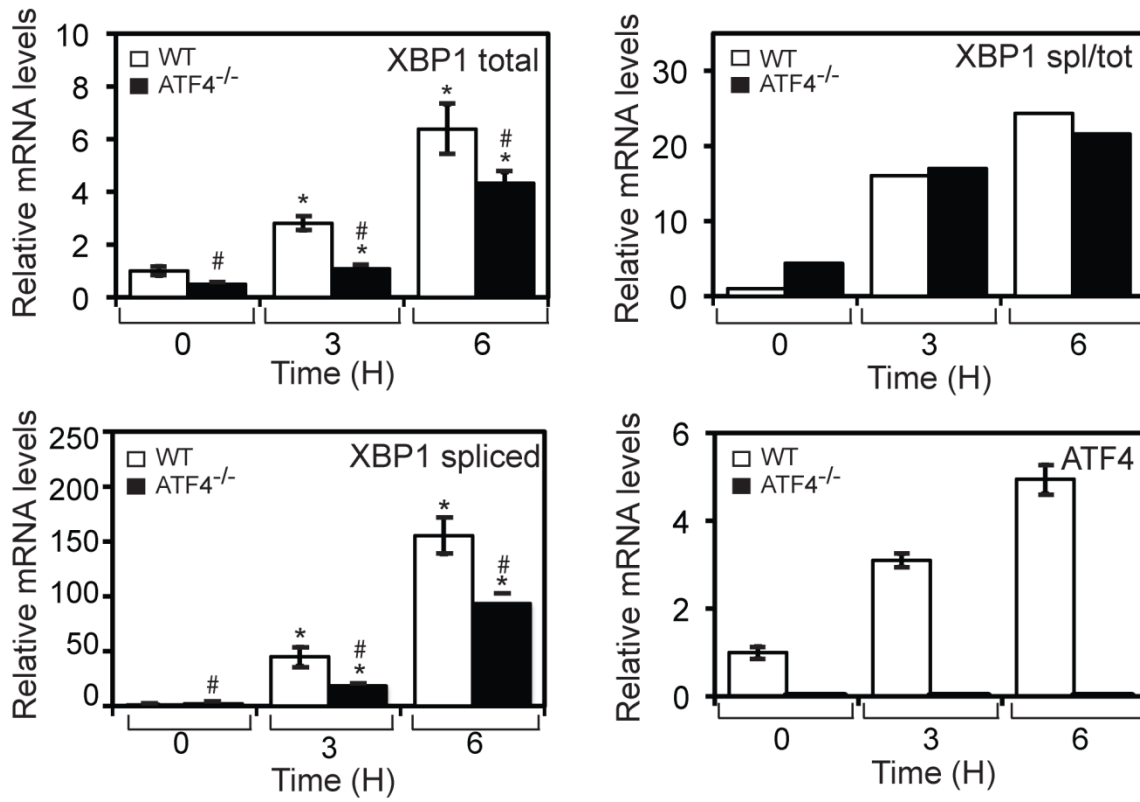 Relative mRNA levels
10
8
6
4
2
0
WT
ATF4-/-
XBP1 total
#
*
#
*
*
#
*
0 3 6
Time (H)
Relative mRNA levels
30
20
10
0
WT
ATF4-/-
XBP1 spl/tot
0 3 6
Time (H)
Relative mRNA levels
250
200
150
100
50
0
WT
ATF4-/-
XBP1 spliced
#
*
#
*
*
#
*
0 3 6
Time (H)
Relative mRNA levels
6
4
2
0
WT
ATF4-/-
ATF4
0 3 6
Time (H)